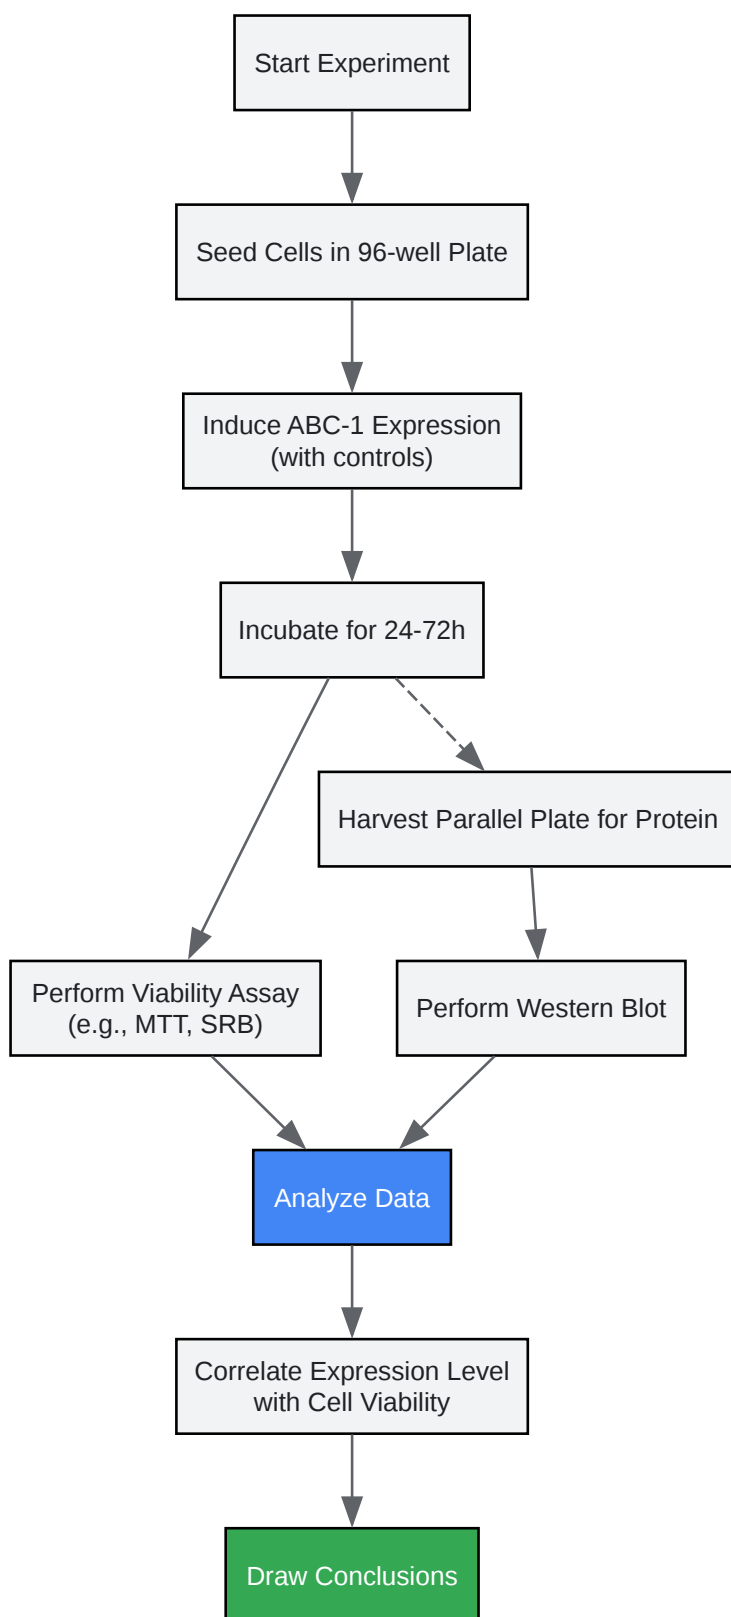 Start Experiment
Seed Cells in 96-well Plate
Induce ABC-1 Expression
(with controls)
Incubate for 24-72h
Harvest Parallel Plate for Protein
Perform Viability Assay
(e.g., MTT, SRB)
Perform Western Blot
Analyze Data
Correlate Expression Level
with Cell Viability
Draw Conclusions